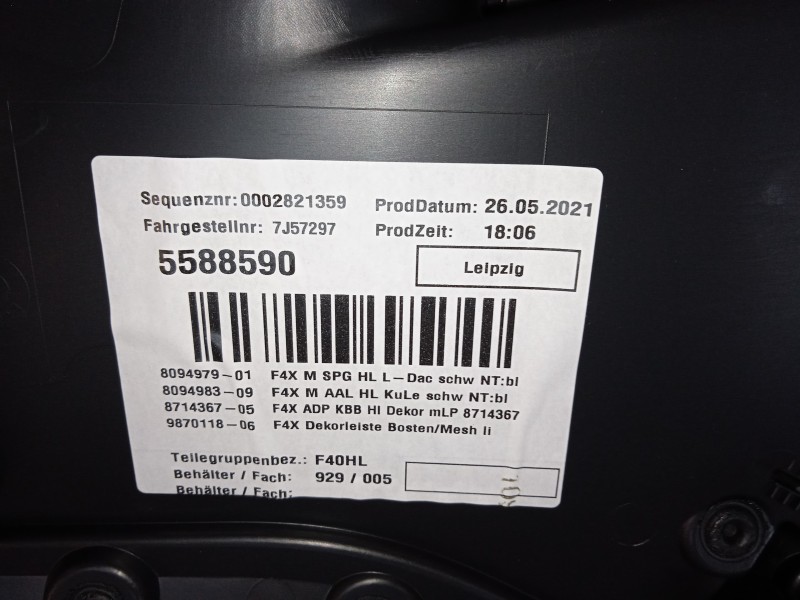 Sequenznr: 0002821359 ProdDatum: 26.05.2021
Fahrgestellnr: 7J57297 ProdZeit: 18:06
5588590 Leipzig
8094979-01 F4X M SPG HL L-Dac schw NT:bl
8094983-09 F4X M AAL HL KuLe schw NT:bl
8714367-05 F4X ADP KBB HI Dekor mLP 8714367
9870118-06 F4X Dekorleiste Bosten/Mesh li
Teilegruppenbez.: F40HL
Behälter / Fach: 929 / 005
Behälter / Fach: